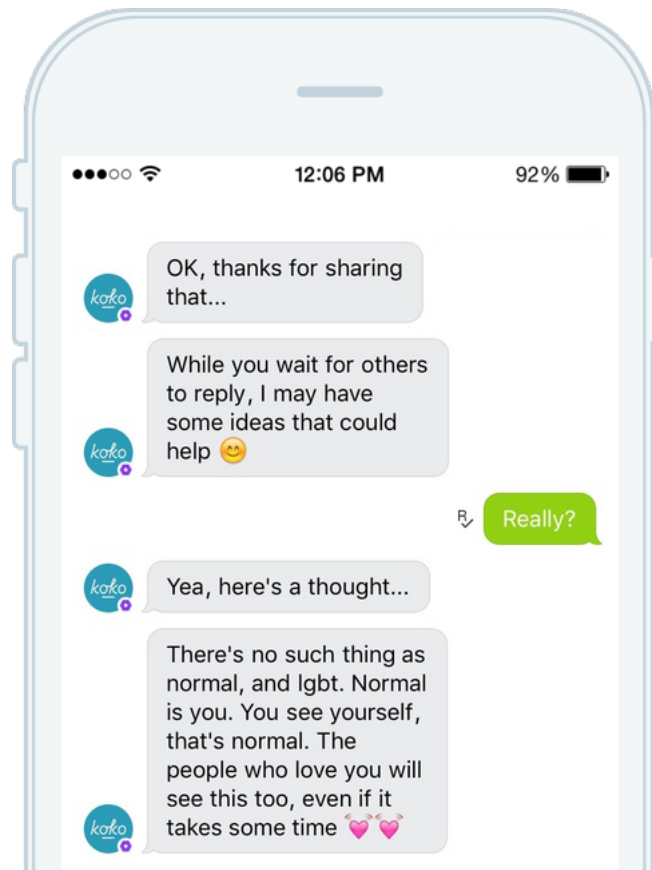 12:06 PM
92%
OK, thanks for sharing
that...
koko
While you wait for others
to reply, I may have
some ideas that could
help 😊
koko
R
Really?
koko
Yea, here's a thought...
There's no such thing as
normal, and lgbt. Normal
is you. You see yourself,
that's normal. The
people who love you will
see this too, even if it
takes some time 💓💓
koko